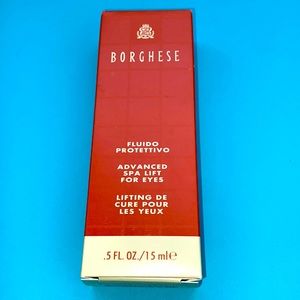 BORGHESE
FLUIDO
PROTETTIVO
ADVANCED
SPA LIFT
FOR EYES
LIFTING DE
CURE POUR
LES YEUX
.5 FL. OZ./15 ml℮